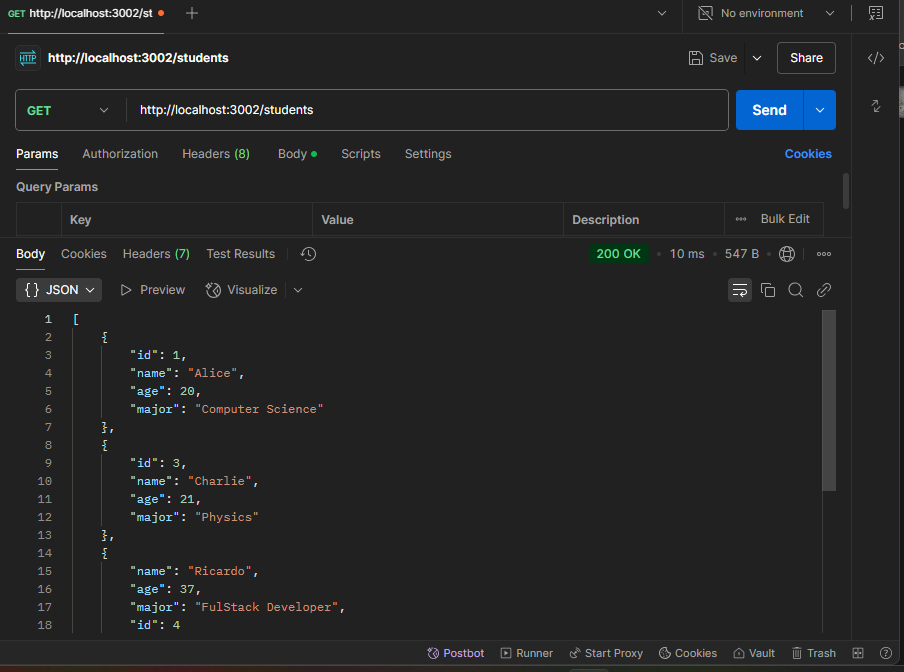 GET http://localhost:3002/st
No environment
HTTP http://localhost:3002/students
Save
Share
GET http://localhost:3002/students
Send
Params Authorization Headers (8) Body Scripts Settings Cookies
Query Params
Key Value Description Bulk Edit
Body Cookies Headers (7) Test Results 200 OK 10 ms 547 B
{} JSON Preview Visualize
1 [
2 {
3 "id": 1,
4 "name": "Alice",
5 "age": 20,
6 "major": "Computer Science"
7 },
8 {
9 "id": 3,
10 "name": "Charlie",
11 "age": 21,
12 "major": "Physics"
13 },
14 {
15 "name": "Ricardo",
16 "age": 37,
17 "major": "FulStack Developer",
18 "id": 4
Postbot Runner Start Proxy Cookies Vault Trash